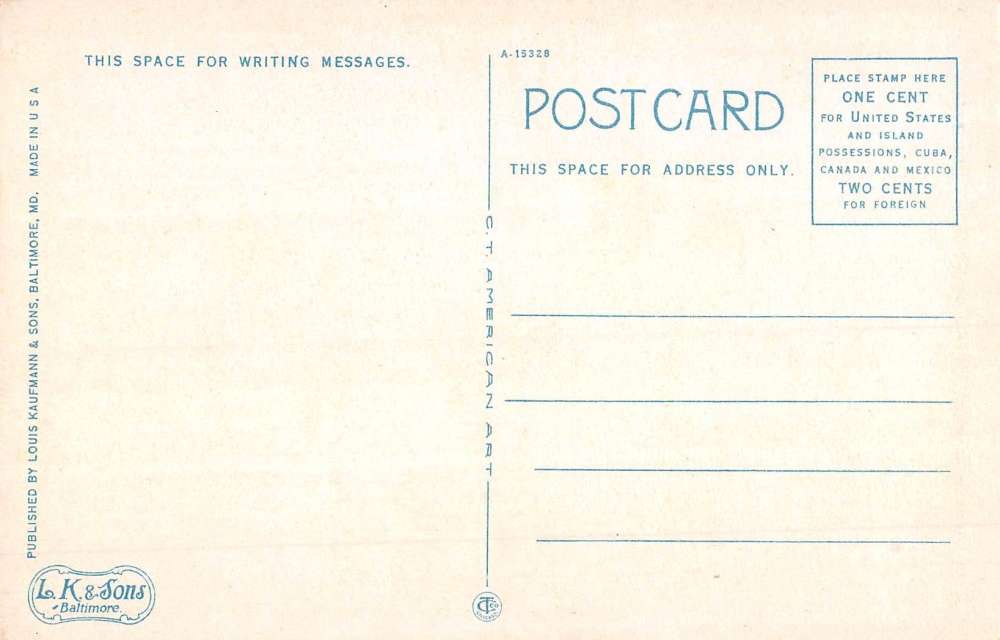 THIS SPACE FOR WRITING MESSAGES.
PUBLISHED BY LOUIS KAUFMANN & SONS, BALTIMORE, MD. MADE IN U S A
L. K. & Sons
Baltimore.
C. T. AMERICAN ART
A-15328
POST CARD
THIS SPACE FOR ADDRESS ONLY.
PLACE STAMP HERE
ONE CENT
FOR UNITED STATES
AND ISLAND
POSSESSIONS, CUBA,
CANADA AND MEXICO
TWO CENTS
FOR FOREIGN